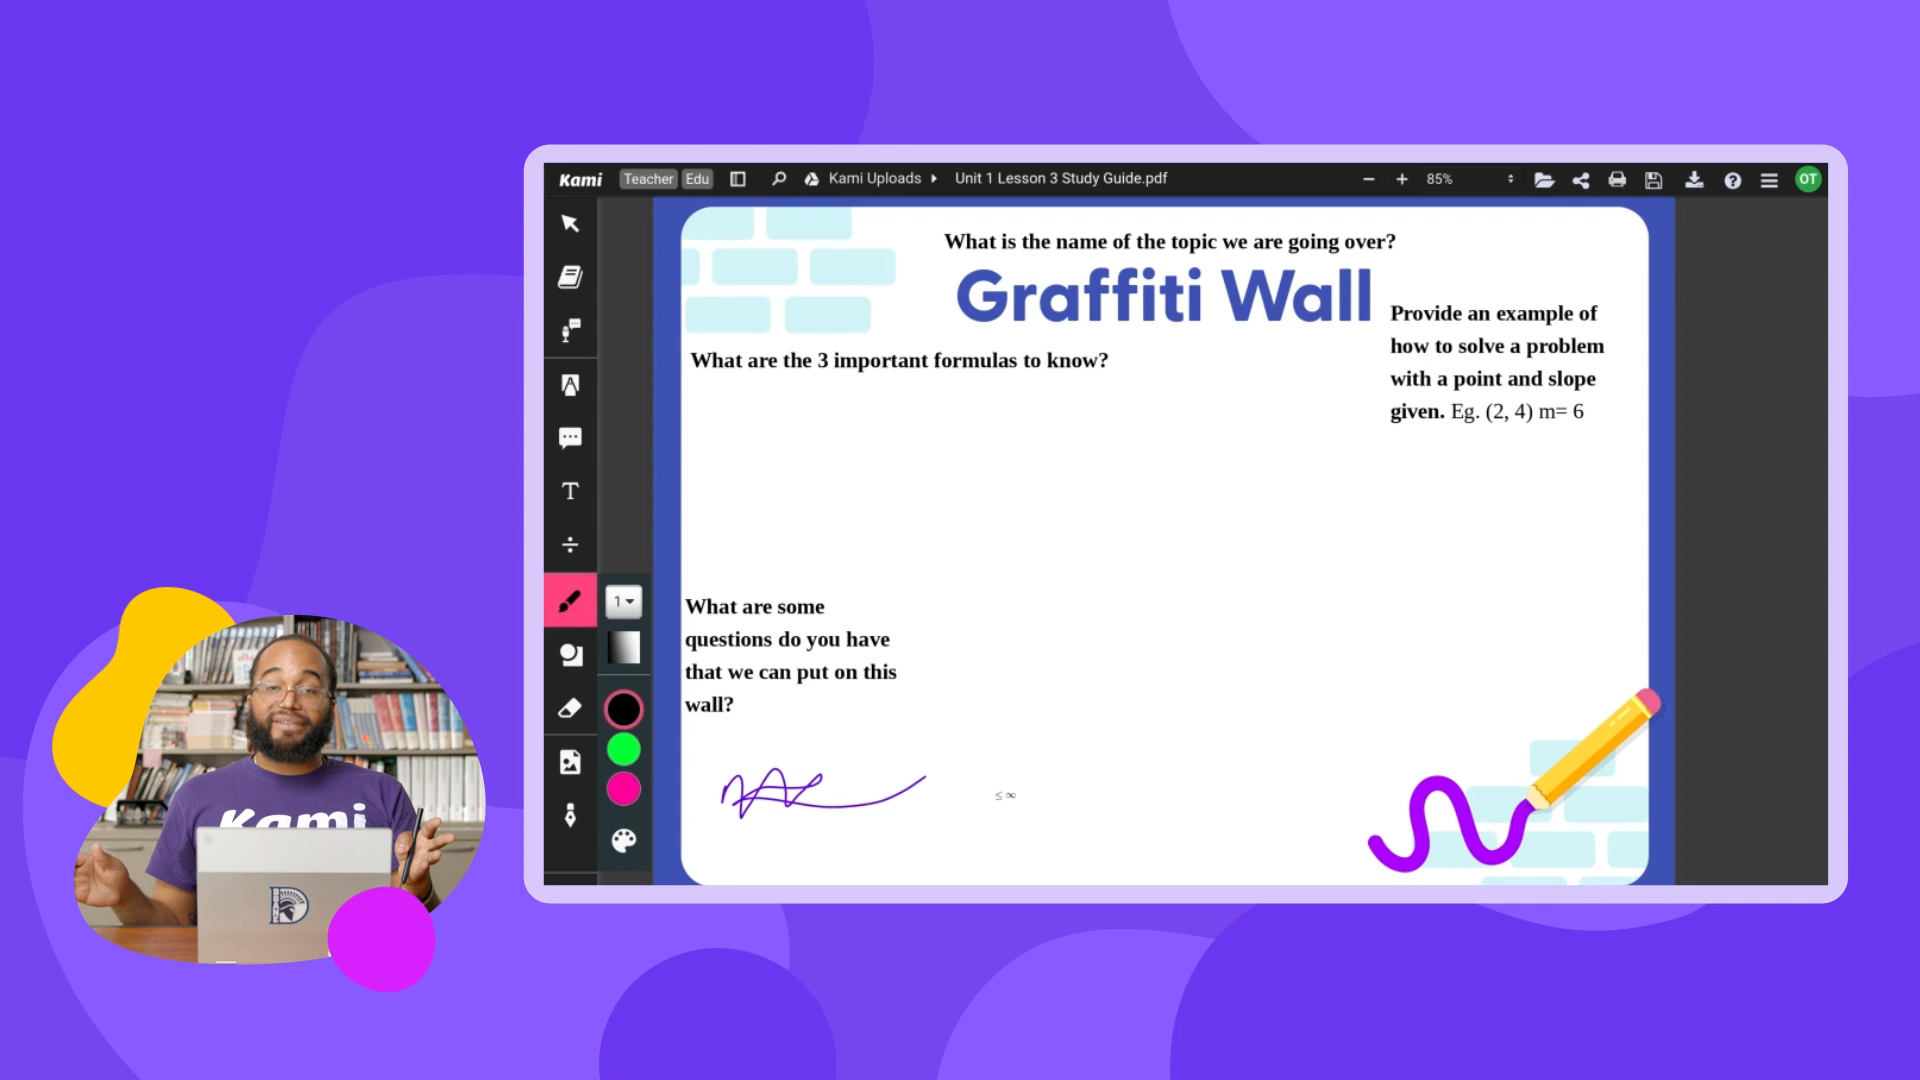 Kami Teacher Edu Kami Uploads Unit 1 Lesson 3 Study Guide.pdf 85% OT
What is the name of the topic we are going over?
Graffiti Wall
Provide an example of
how to solve a problem
with a point and slope
given. Eg. (2, 4) m= 6
What are the 3 important formulas to know?
1
What are some
questions do you have
that we can put on this
wall?
≤ ∞
Kami
D